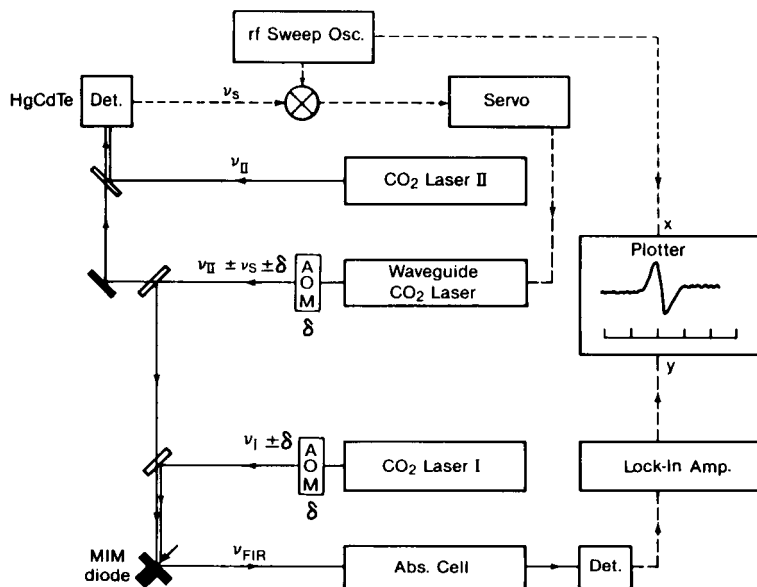 rf Sweep Osc.
HgCdTe
Det.
νs
Servo
νII
CO2 Laser II
x
νII ± νs ± δ
AOM
δ
Waveguide
CO2 Laser
Plotter
y
νI ± δ
AOM
δ
CO2 Laser I
Lock-In Amp.
MIM
diode
νFIR
Abs. Cell
Det.